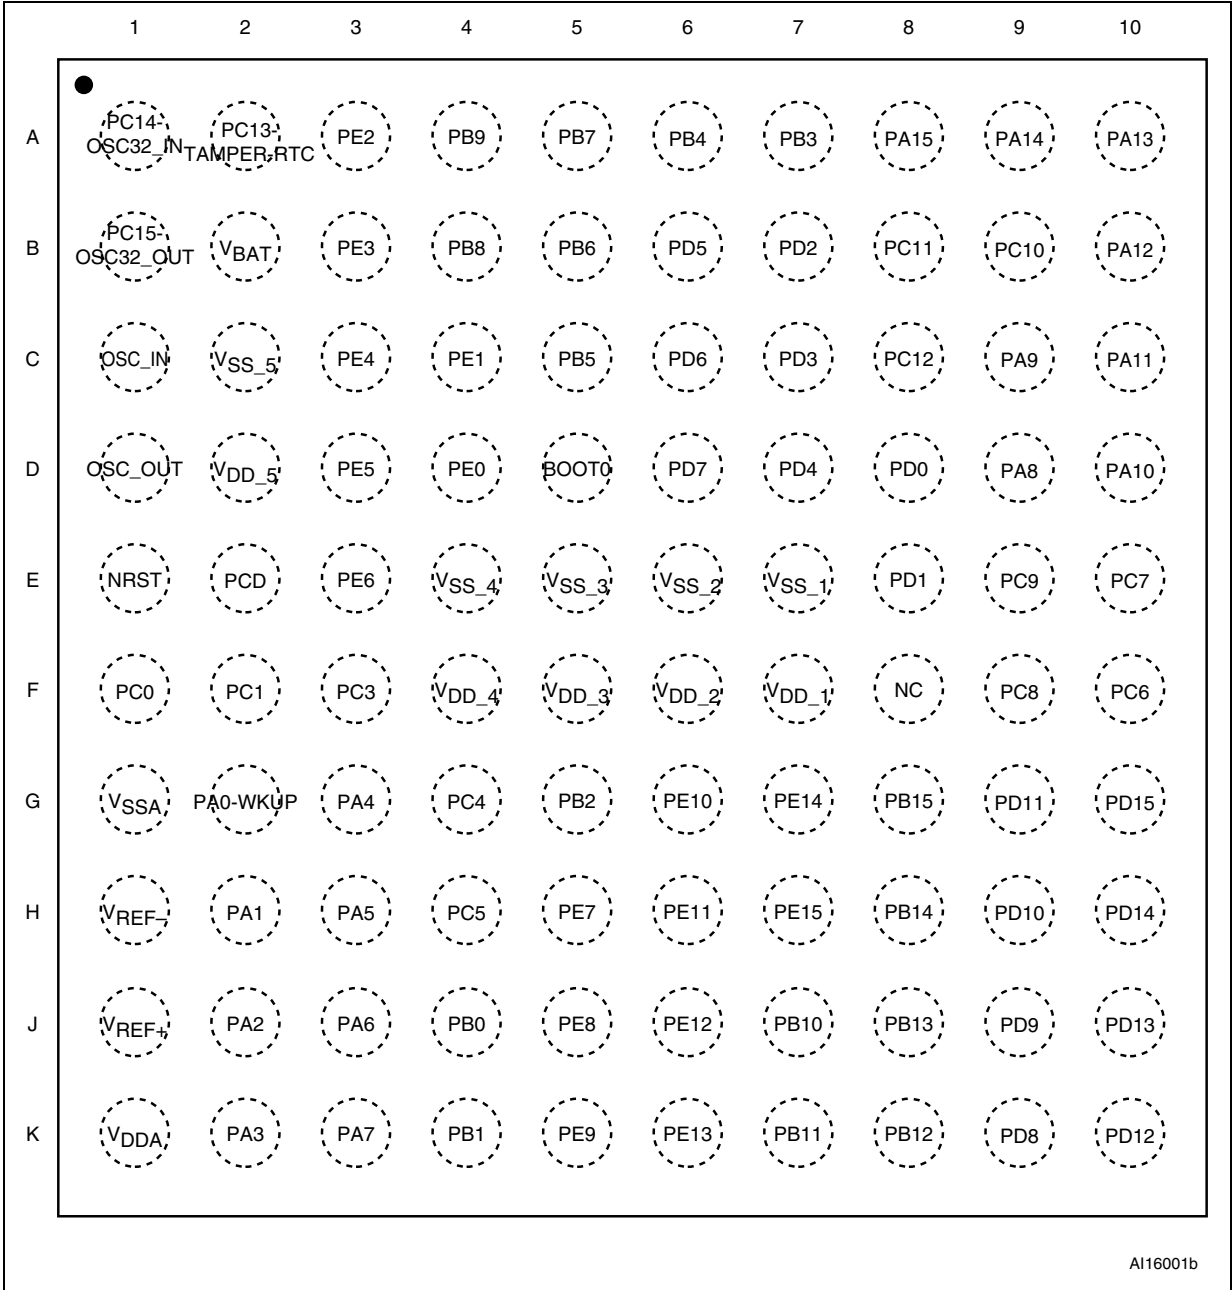 1 2 3 4 5 6 7 8 9 10
A PC14-OSC32_IN PC13-TAMPER-RTC PE2 PB9 PB7 PB4 PB3 PA15 PA14 PA13
B PC15-OSC32_OUT VBAT PE3 PB8 PB6 PD5 PD2 PC11 PC10 PA12
C OSC_IN VSS_5 PE4 PE1 PB5 PD6 PD3 PC12 PA9 PA11
D OSC_OUT VDD_5 PE5 PE0 BOOT0 PD7 PD4 PD0 PA8 PA10
E NRST PCD PE6 VSS_4 VSS_3 VSS_2 VSS_1 PD1 PC9 PC7
F PC0 PC1 PC3 VDD_4 VDD_3 VDD_2 VDD_1 NC PC8 PC6
G VSSA PA0-WKUP PA4 PC4 PB2 PE10 PE14 PB15 PD11 PD15
H VREF– PA1 PA5 PC5 PE7 PE11 PE15 PB14 PD10 PD14
J VREF+ PA2 PA6 PB0 PE8 PE12 PB10 PB13 PD9 PD13
K VDDA PA3 PA7 PB1 PE9 PE13 PB11 PB12 PD8 PD12
AI16001b